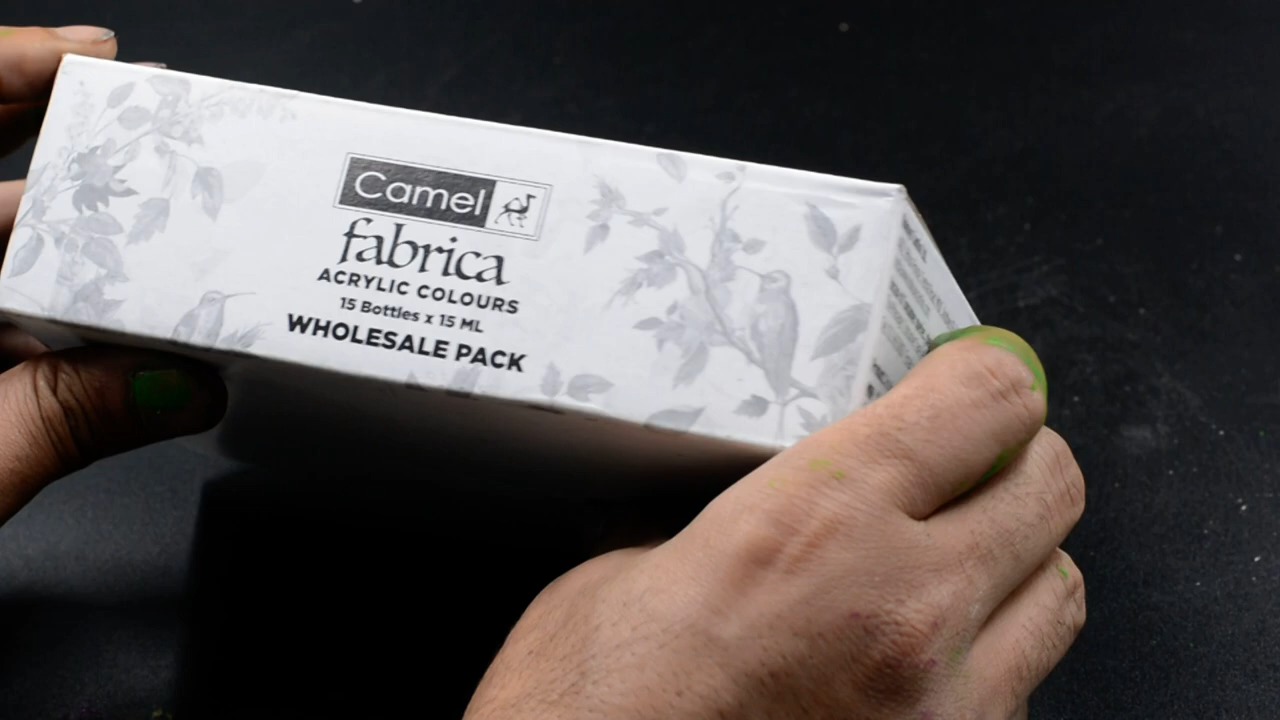 Camel
fabrica
ACRYLIC COLOURS
15 Bottles x 15 ML
WHOLESALE PACK